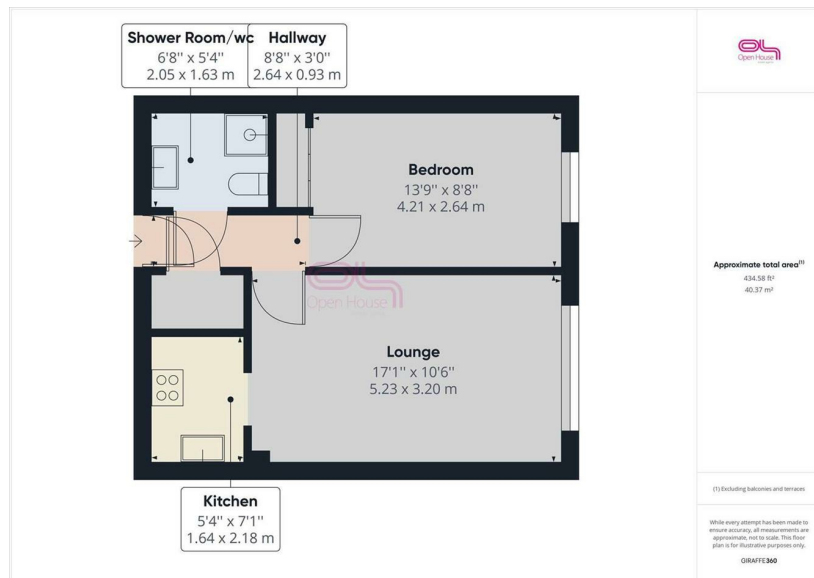 Shower Room/wc
6'8'' x 5'4''
2.05 x 1.63 m
Hallway
8'8'' x 3'0''
2.64 x 0.93 m
Bedroom
13'9'' x 8'8''
4.21 x 2.64 m
Open House
Lounge
17'1'' x 10'6''
5.23 x 3.20 m
Kitchen
5'4'' x 7'1''
1.64 x 2.18 m
Open House
Approximate total area⁽¹⁾
434.58 ft²
40.37 m²
(1) Excluding balconies and terraces
While every attempt has been made to
ensure accuracy, all measurements are
approximate, not to scale. This floor
plan is for illustrative purposes only.
GIRAFFE360